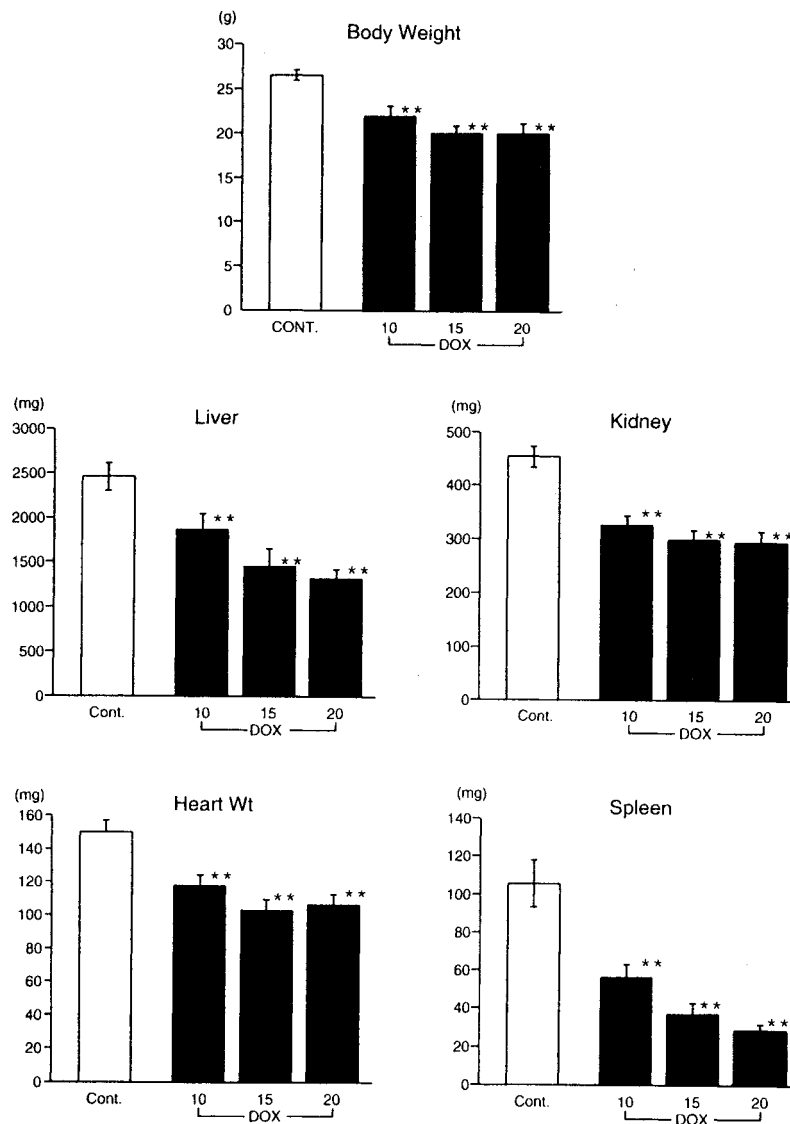 (g)
Body Weight
30
25
20
15
10
5
0
** ** **
CONT. 10 15 20
DOX
(mg)
Liver
3000
2500
2000
1500
1000
500
0
** ** **
Cont. 10 15 20
DOX
(mg)
Kidney
500
400
300
200
100
0
** ** **
Cont. 10 15 20
DOX
(mg)
Heart Wt
160
140
120
100
80
60
40
20
0
** ** **
Cont. 10 15 20
DOX
(mg)
Spleen
140
120
100
80
60
40
20
0
** ** **
Cont. 10 15 20
DOX